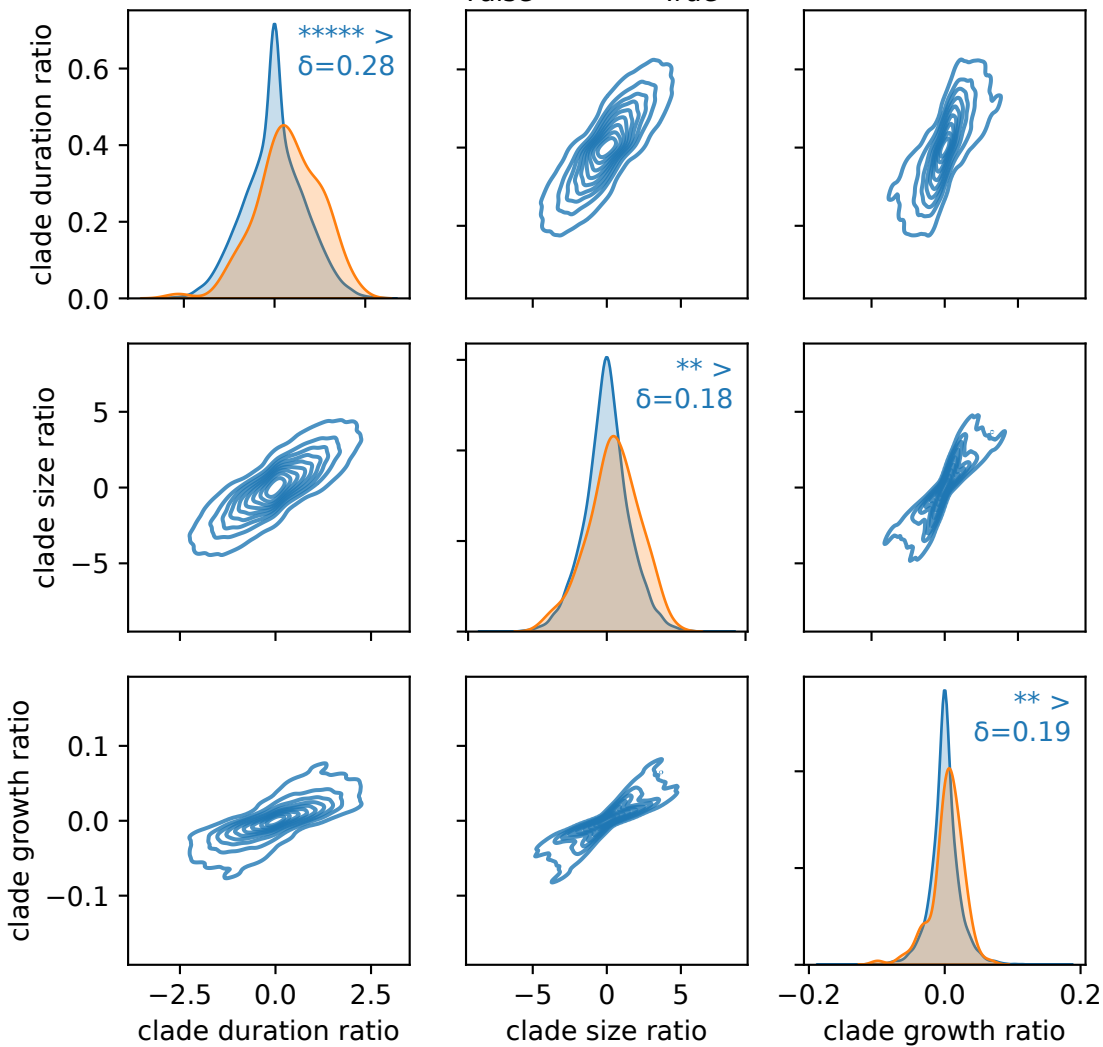 clade duration ratio
0.6
0.4
0.2
0.0
***** >
δ=0.28
clade size ratio
5
0
−5
** >
δ=0.18
clade growth ratio
0.1
0.0
−0.1
** >
δ=0.19
−2.5 0.0 2.5
−5 0 5
−0.2 0.0 0.2
clade duration ratio
clade size ratio
clade growth ratio